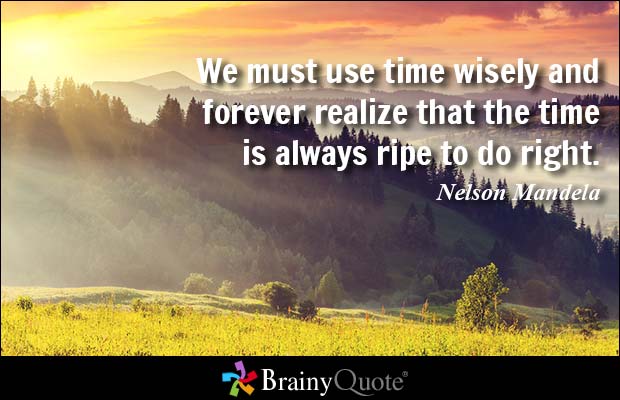 We must use time wisely and
forever realize that the time
is always ripe to do right.
Nelson Mandela
BrainyQuote®